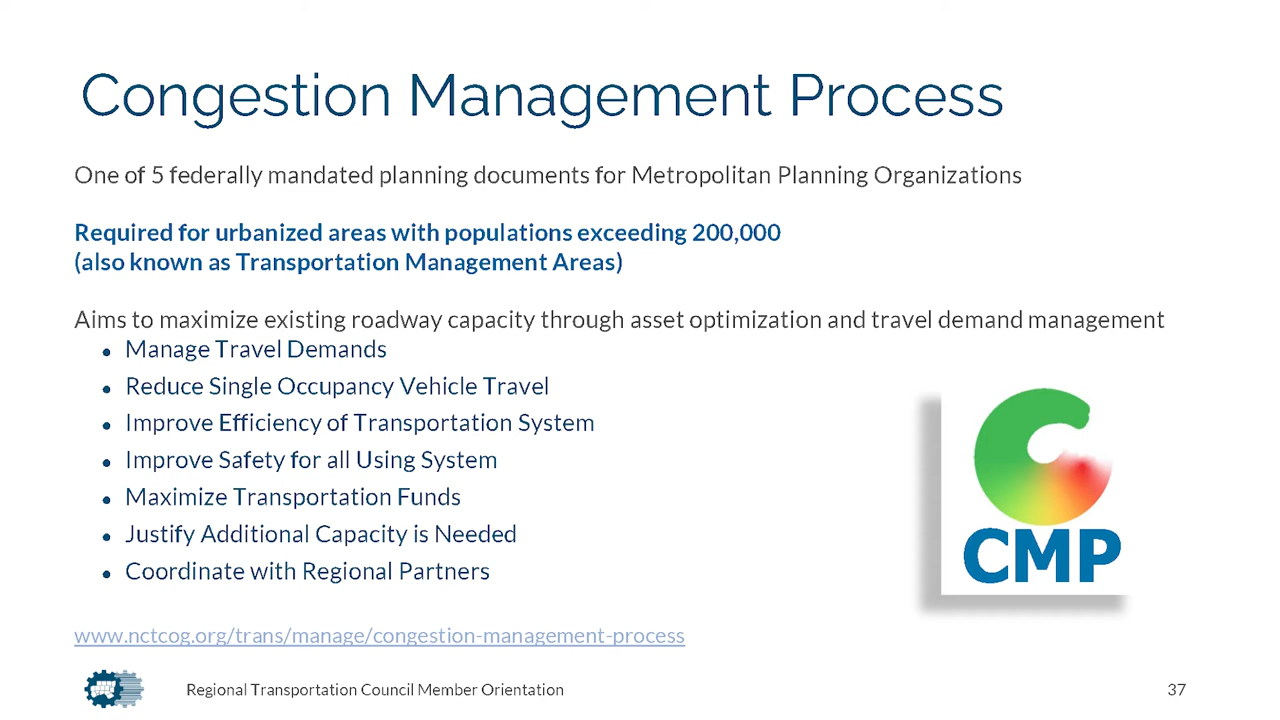 Congestion Management Process
One of 5 federally mandated planning documents for Metropolitan Planning Organizations
Required for urbanized areas with populations exceeding 200,000
(also known as Transportation Management Areas)
Aims to maximize existing roadway capacity through asset optimization and travel demand management
• Manage Travel Demands
• Reduce Single Occupancy Vehicle Travel
• Improve Efficiency of Transportation System
• Improve Safety for all Using System
• Maximize Transportation Funds
• Justify Additional Capacity is Needed
• Coordinate with Regional Partners
CMP
www.nctcog.org/trans/manage/congestion-management-process
Regional Transportation Council Member Orientation
37